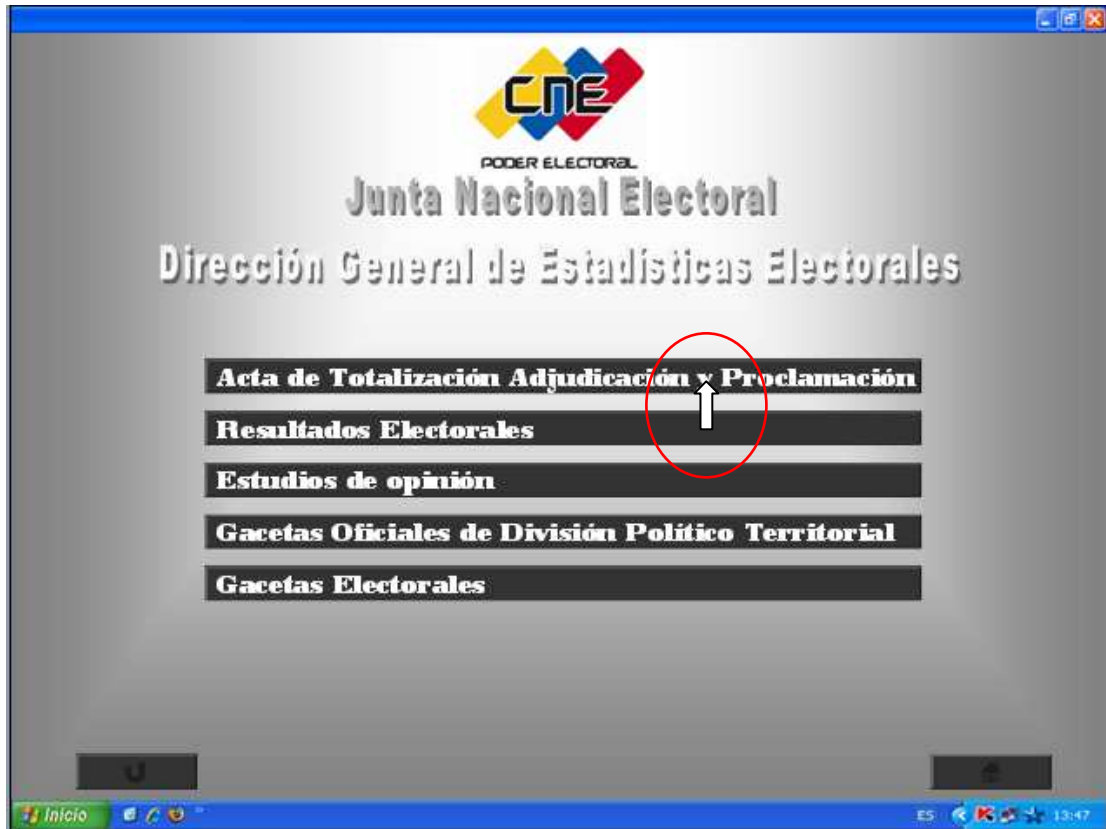 CNE
PODER ELECTORAL
Junta Nacional Electoral
Dirección General de Estadísticas Electorales
Acta de Totalización Adjudicación y Proclamación
Resultados Electorales
Estudios de opinión
Gacetas Oficiales de División Político Territorial
Gacetas Electorales
Inicio
ES 13:47